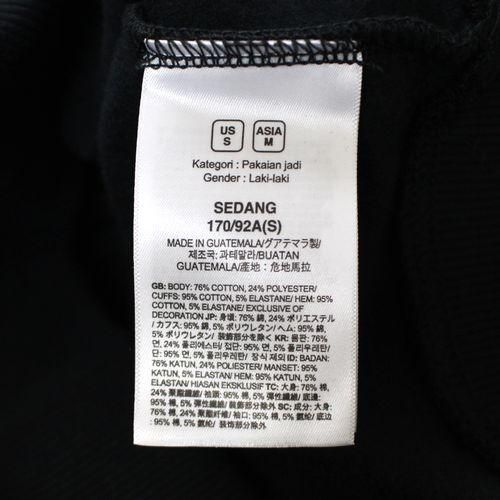 US
S
ASIA
M
Kategori : Pakaian jadi
Gender : Laki-laki
SEDANG
170/92A(S)
MADE IN GUATEMALA/グアテマラ製/
제조국: 과테말라/BUATAN
GUATEMALA/產地：危地馬拉
GB: BODY: 76% COTTON, 24% POLYESTER/
CUFFS: 95% COTTON, 5% ELASTANE/ HEM: 95%
COTTON, 5% ELASTANE/ EXCLUSIVE OF
DECORATION JP: 身頃: 76% 綿, 24% ポリエステル
/ カフス: 95% 綿, 5% ポリウレタン/ ヘム: 95% 綿,
5% ポリウレタン/ 装飾部分を除く KR: 몸판: 76%
면, 24% 폴리에스터/ 접단: 95% 면, 5% 폴리우레탄/
밑단: 95% 면, 5% 폴리우레탄/ 장식 제외 ID: BADAN:
76% KATUN, 24% POLIESTER/ MANSET: 95%
KATUN, 5% ELASTAN/ HEM: 95% KATUN, 5%
ELASTAN/ HIASAN EKSKLUSIF TC: 大身: 76% 棉,
24% 聚酯纖維/ 袖頭: 95% 棉, 5% 彈性纖維/ 底邊:
95% 棉, 5% 彈性纖維/ 裝飾部分除外 SC: 成分: 大身:
76% 棉, 24% 聚酯纤维/ 袖口: 95% 棉, 5% 氨纶/ 底边:
95% 棉, 5% 氨纶/ 装饰部分除外